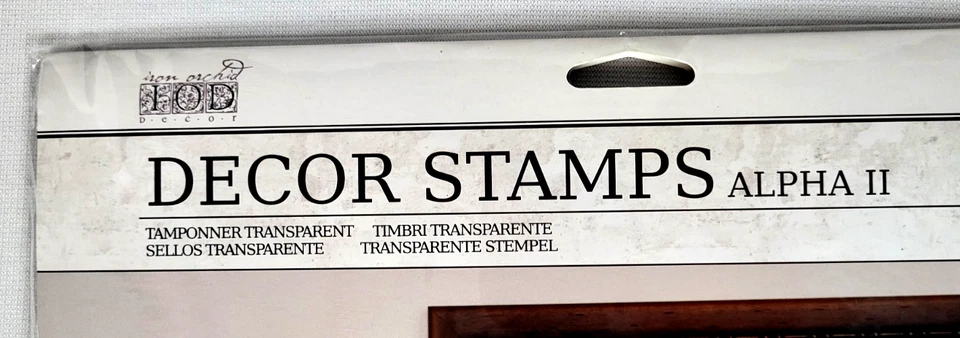 iron orchid
IOD
Decor
DECOR STAMPS ALPHA II
TAMPONNER TRANSPARENT TIMBRI TRANSPARENTE
SELLOS TRANSPARENTE TRANSPARENTE STEMPEL